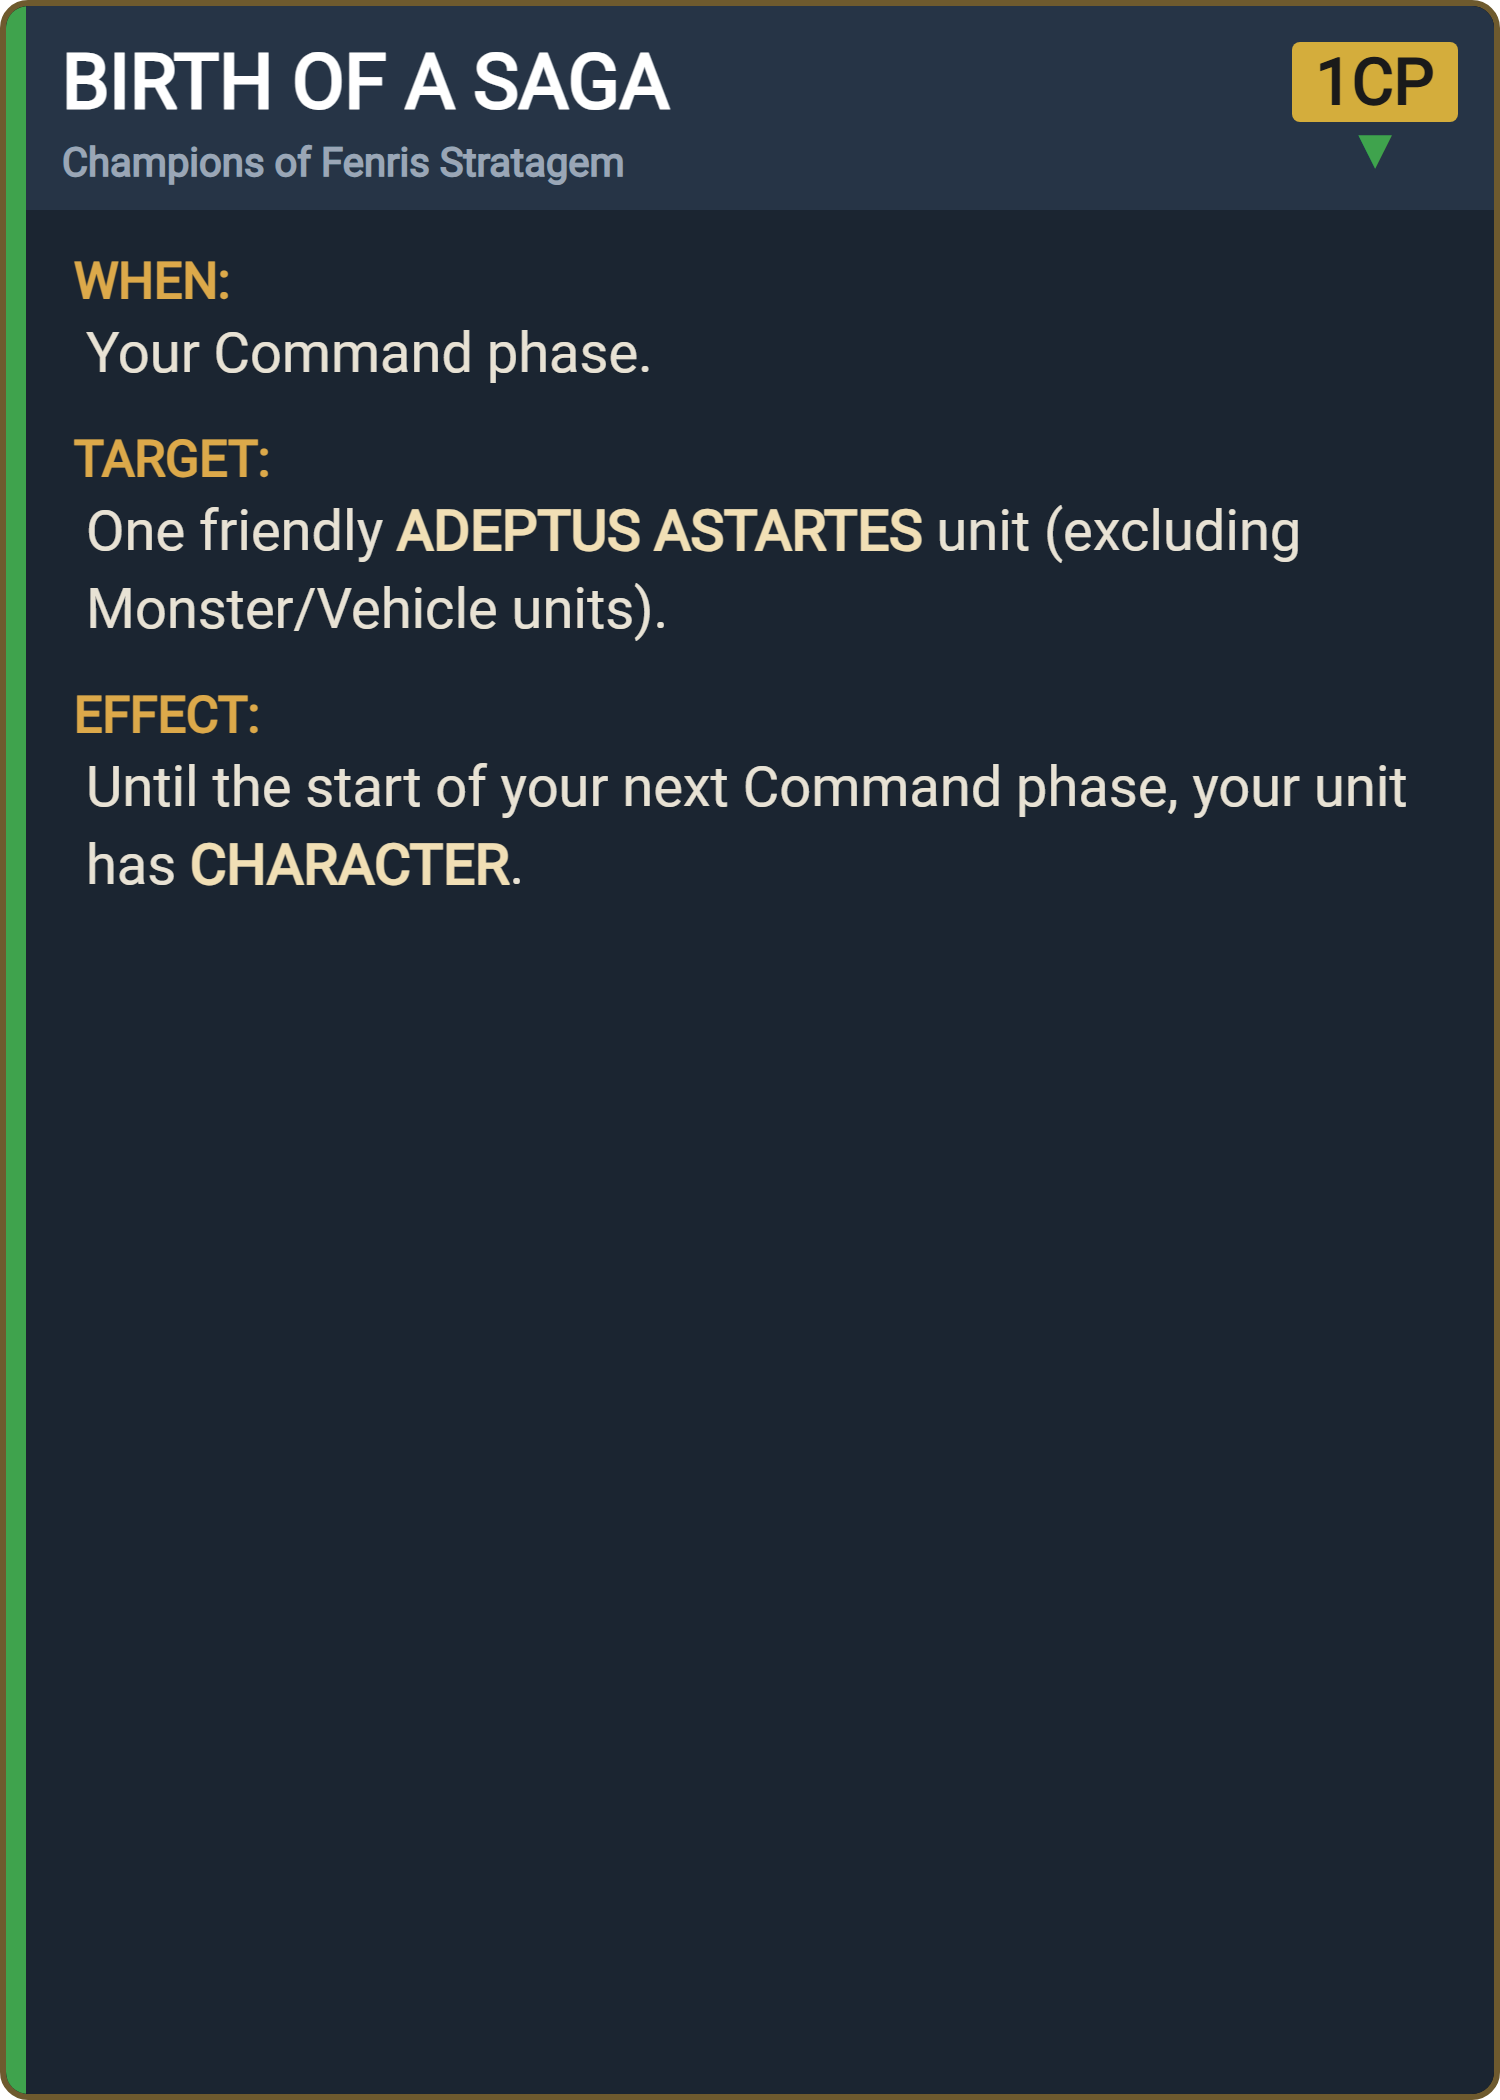 BIRTH OF A SAGA
1CP
Champions of Fenris Stratagem
WHEN:
Your Command phase.
TARGET:
One friendly ADEPTUS ASTARTES unit (excluding
Monster/Vehicle units).
EFFECT:
Until the start of your next Command phase, your unit
has CHARACTER.